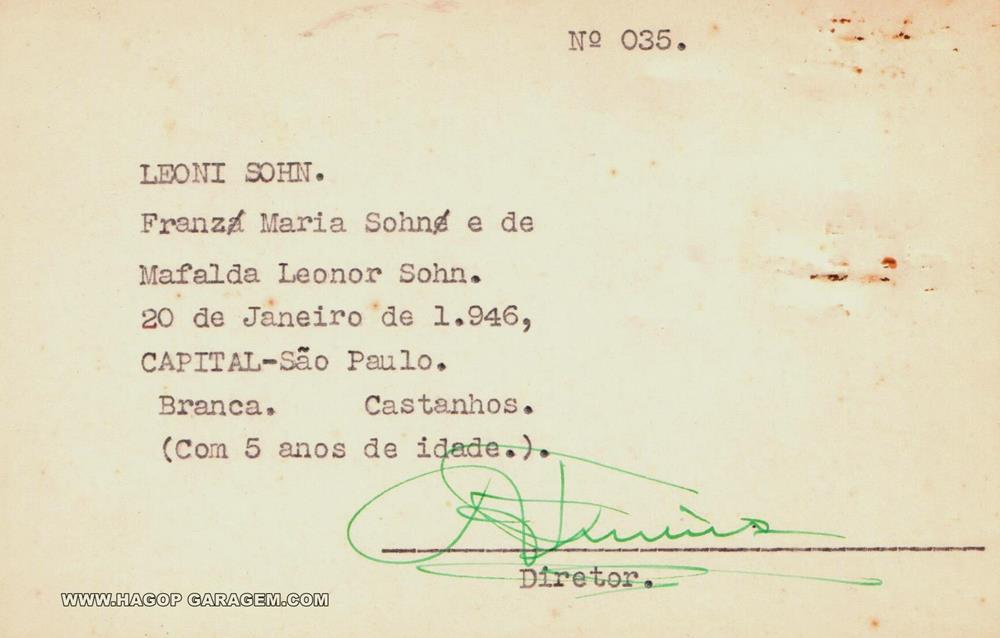 Nº 035.
LEONI SOHN.
Franz Maria Sohn e de
Mafalda Leonor Sohn.
20 de Janeiro de 1.946,
CAPITAL-São Paulo.
Branca. Castanhos.
(Com 5 anos de idade.).
Diretor.
WWW.HAGOP GARAGEM.COM